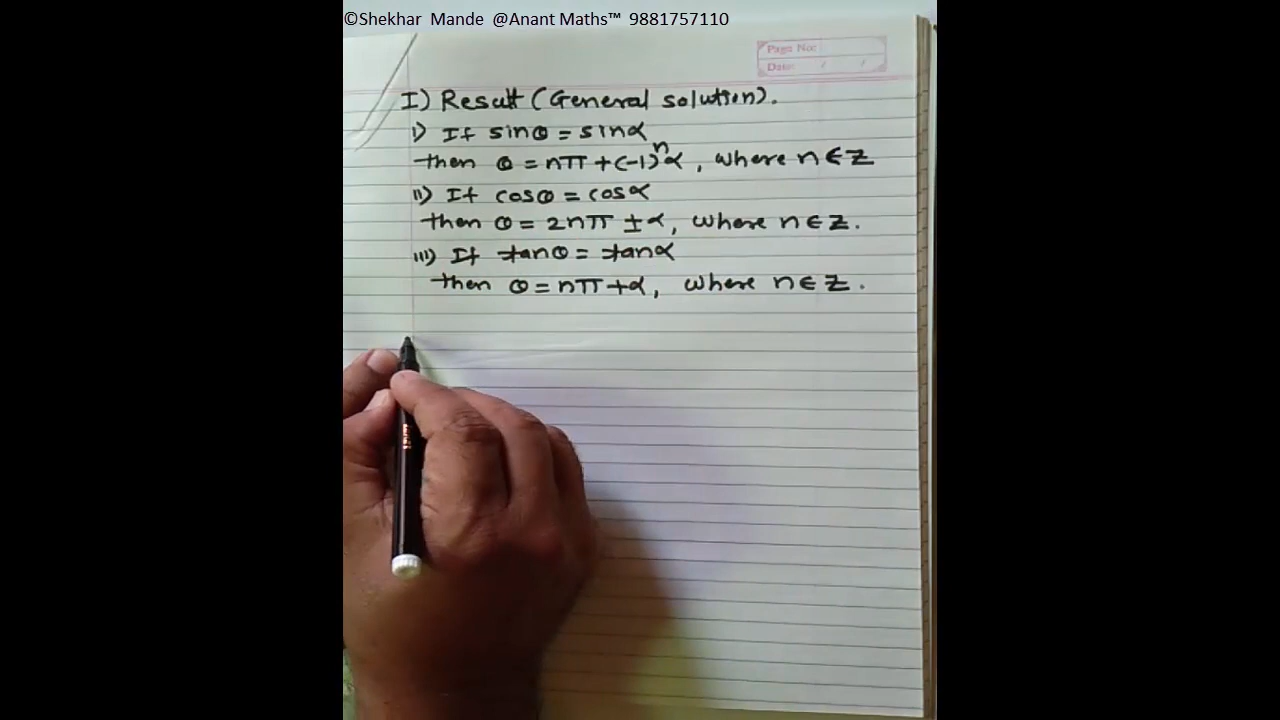 ©Shekhar Mande @Anant Maths™ 9881757110
Page No:
Date: / /
I) Result (General solution).
i) If sinθ = sinα
then θ = nπ + (-1)ⁿα, where n ∈ Z
ii) If cosθ = cosα
then θ = 2nπ ± α, where n ∈ Z.
iii) If tanθ = tanα
then θ = nπ + α, where n ∈ Z.